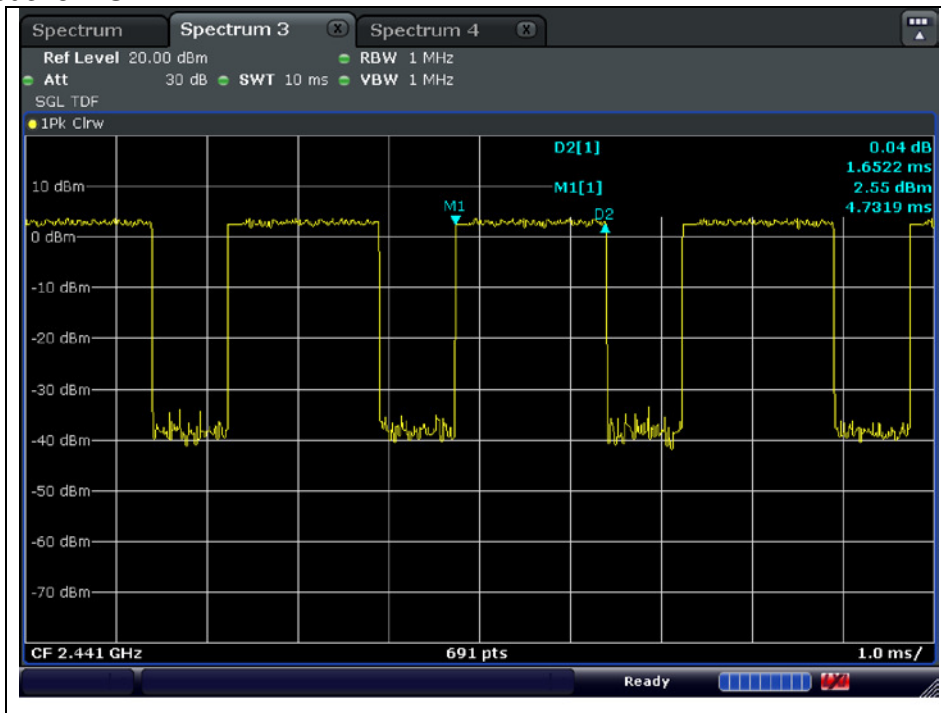 Spectrum Spectrum 3 Spectrum 4
Ref Level 20.00 dBm RBW 1 MHz
Att 30 dB SWT 10 ms VBW 1 MHz
SGL TDF
1Pk Clrw
D2[1] 0.04 dB
1.6522 ms
10 dBm M1[1] 2.55 dBm
4.7319 ms
M1
D2
0 dBm
-10 dBm
-20 dBm
-30 dBm
-40 dBm
-50 dBm
-60 dBm
-70 dBm
CF 2.441 GHz 691 pts 1.0 ms/
Ready